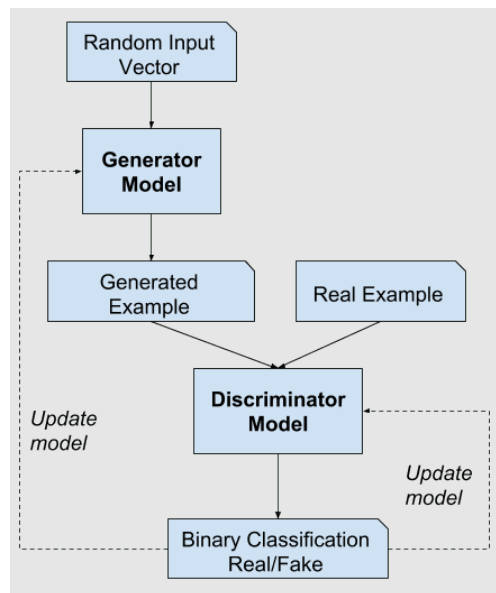 Random Input
Vector
Generator
Model
Generated
Example
Real Example
Discriminator
Model
Update
model
Update
model
Binary Classification
Real/Fake